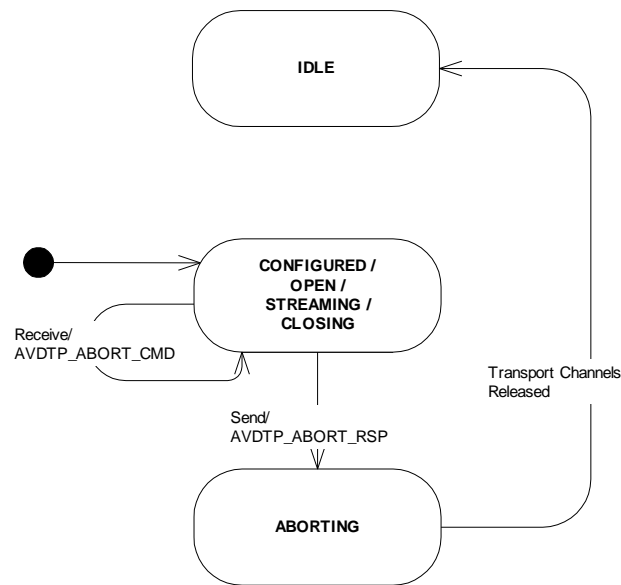 IDLE
CONFIGURED /
OPEN /
STREAMING /
CLOSING
Receive/
AVDTP_ABORT_CMD
Transport Channels
Released
Send/
AVDTP_ABORT_RSP
ABORTING